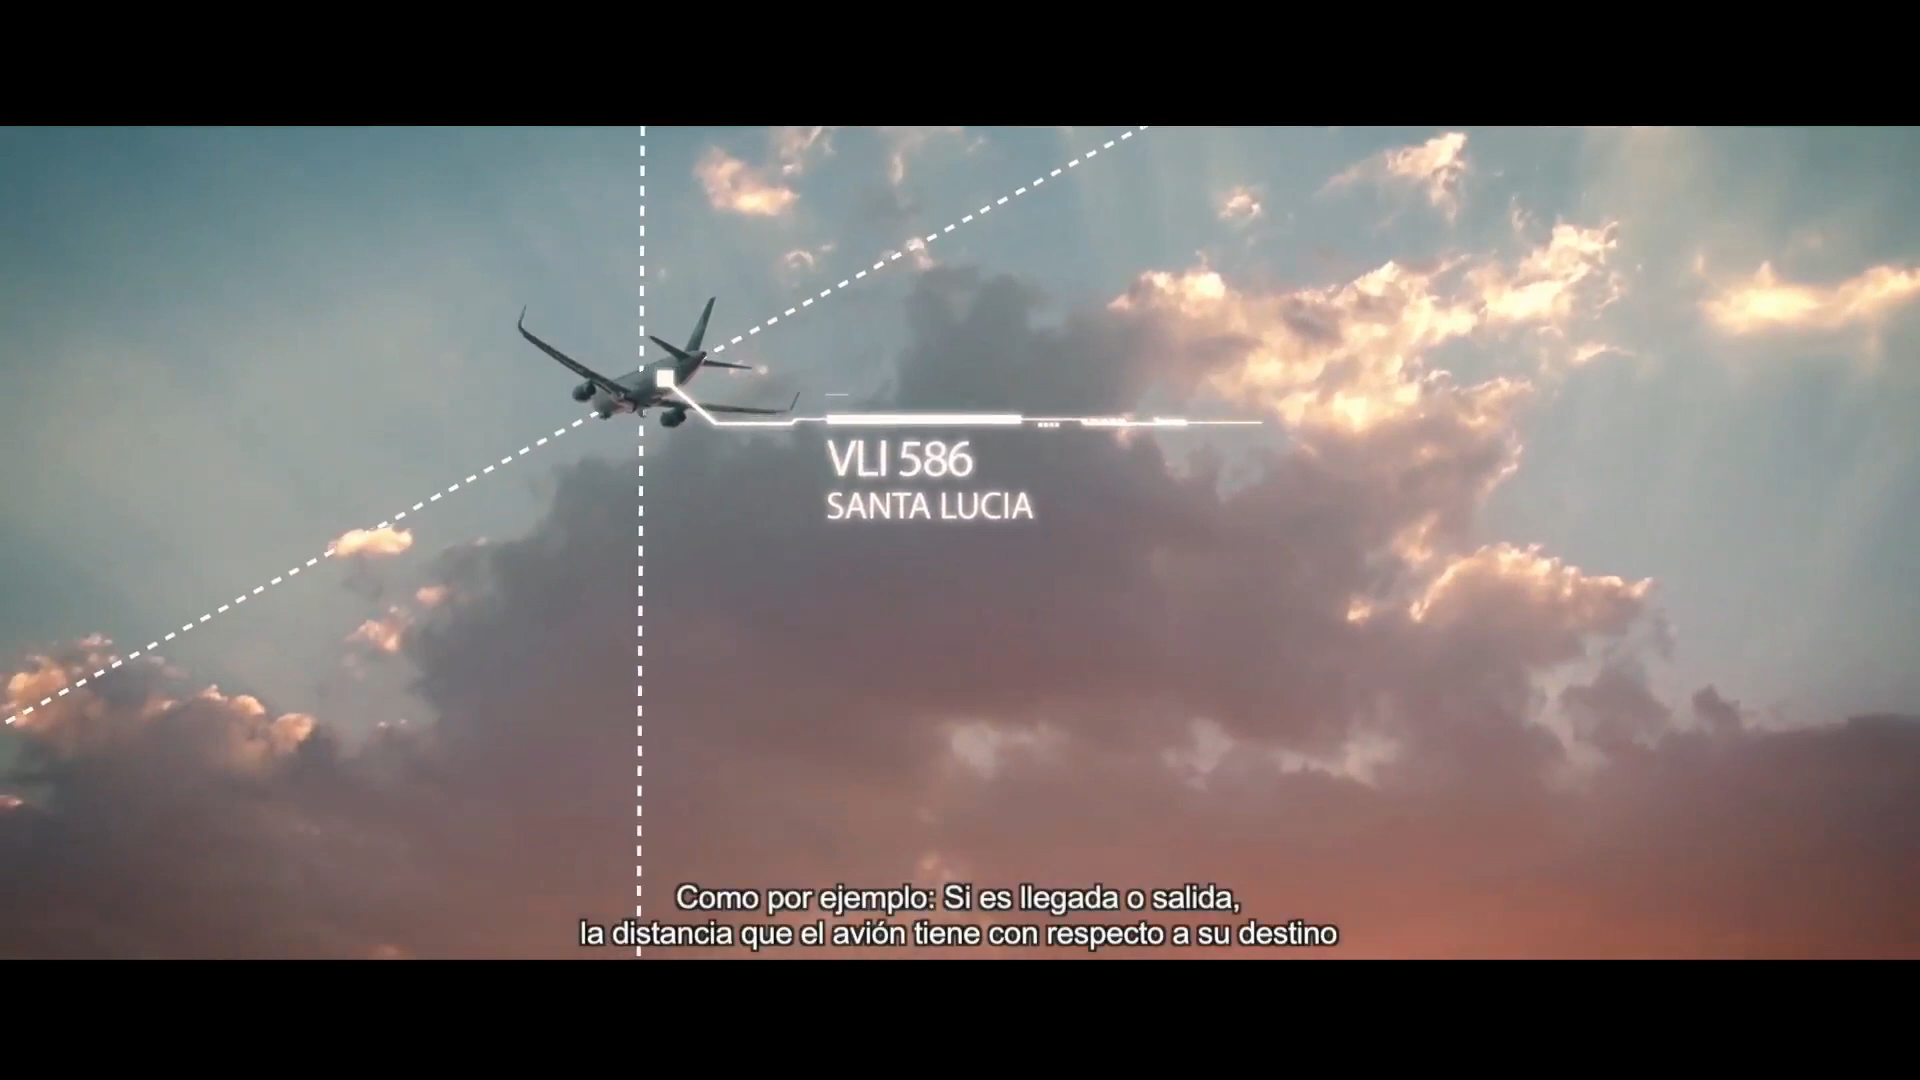 VLI 586
SANTA LUCIA
Como por ejemplo: Si es llegada o salida,
la distancia que el avión tiene con respecto a su destino